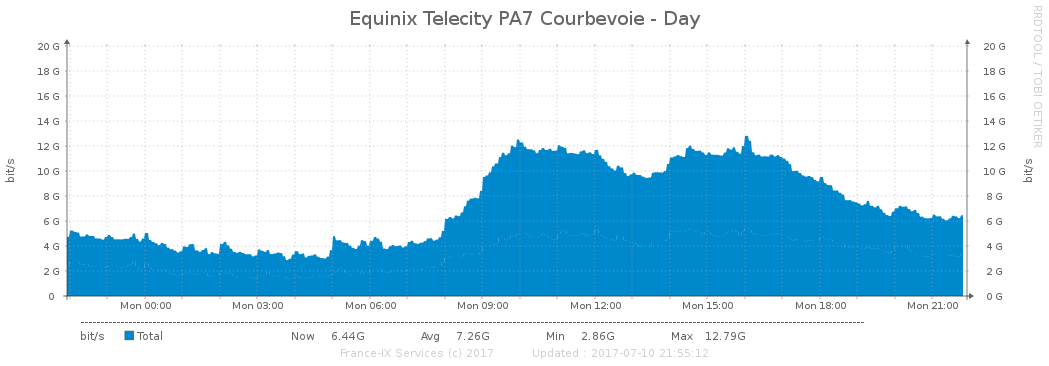 Equinix Telecity PA7 Courbevoie - Day
RRDTOOL / TOBI OETIKER
20 G 20 G
18 G 18 G
16 G 16 G
14 G 14 G
12 G 12 G
10 G 10 G
8 G 8 G
6 G 6 G
4 G 4 G
2 G 2 G
0 0 G
bit/s
bit/s
Mon 00:00 Mon 03:00 Mon 06:00 Mon 09:00 Mon 12:00 Mon 15:00 Mon 18:00 Mon 21:00
bit/s Total Now 6.44G Avg 7.26G Min 2.86G Max 12.79G
France-IX Services (c) 2017 Updated : 2017-07-10 21:55:12